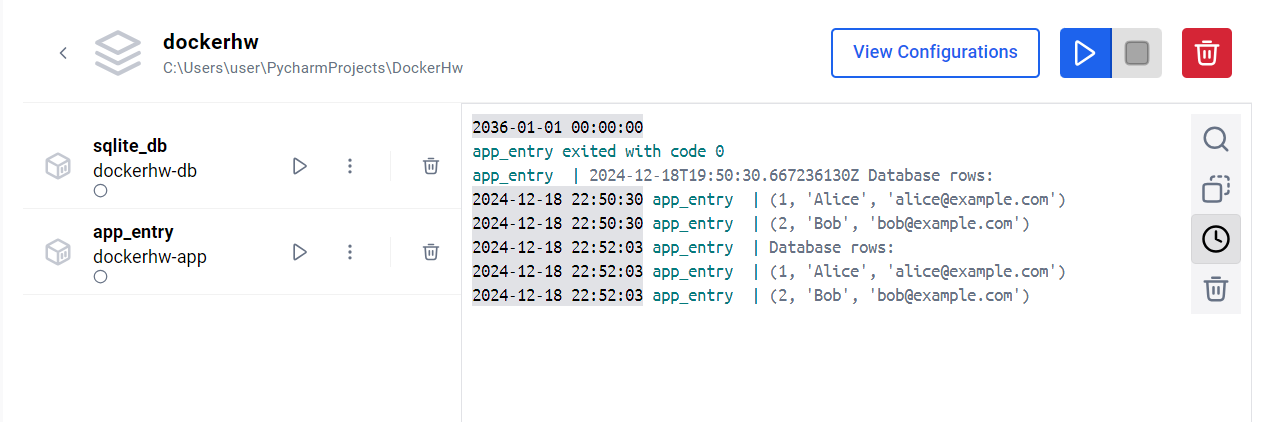 dockerhw
C:\Users\user\PycharmProjects\DockerHw
View Configurations
sqlite_db
dockerhw-db
app_entry
dockerhw-app
2036-01-01 00:00:00
app_entry exited with code 0
app_entry  | 2024-12-18T19:50:30.667236130Z Database rows:
2024-12-18 22:50:30 app_entry  | (1, 'Alice', 'alice@example.com')
2024-12-18 22:50:30 app_entry  | (2, 'Bob', 'bob@example.com')
2024-12-18 22:52:03 app_entry  | Database rows:
2024-12-18 22:52:03 app_entry  | (1, 'Alice', 'alice@example.com')
2024-12-18 22:52:03 app_entry  | (2, 'Bob', 'bob@example.com')